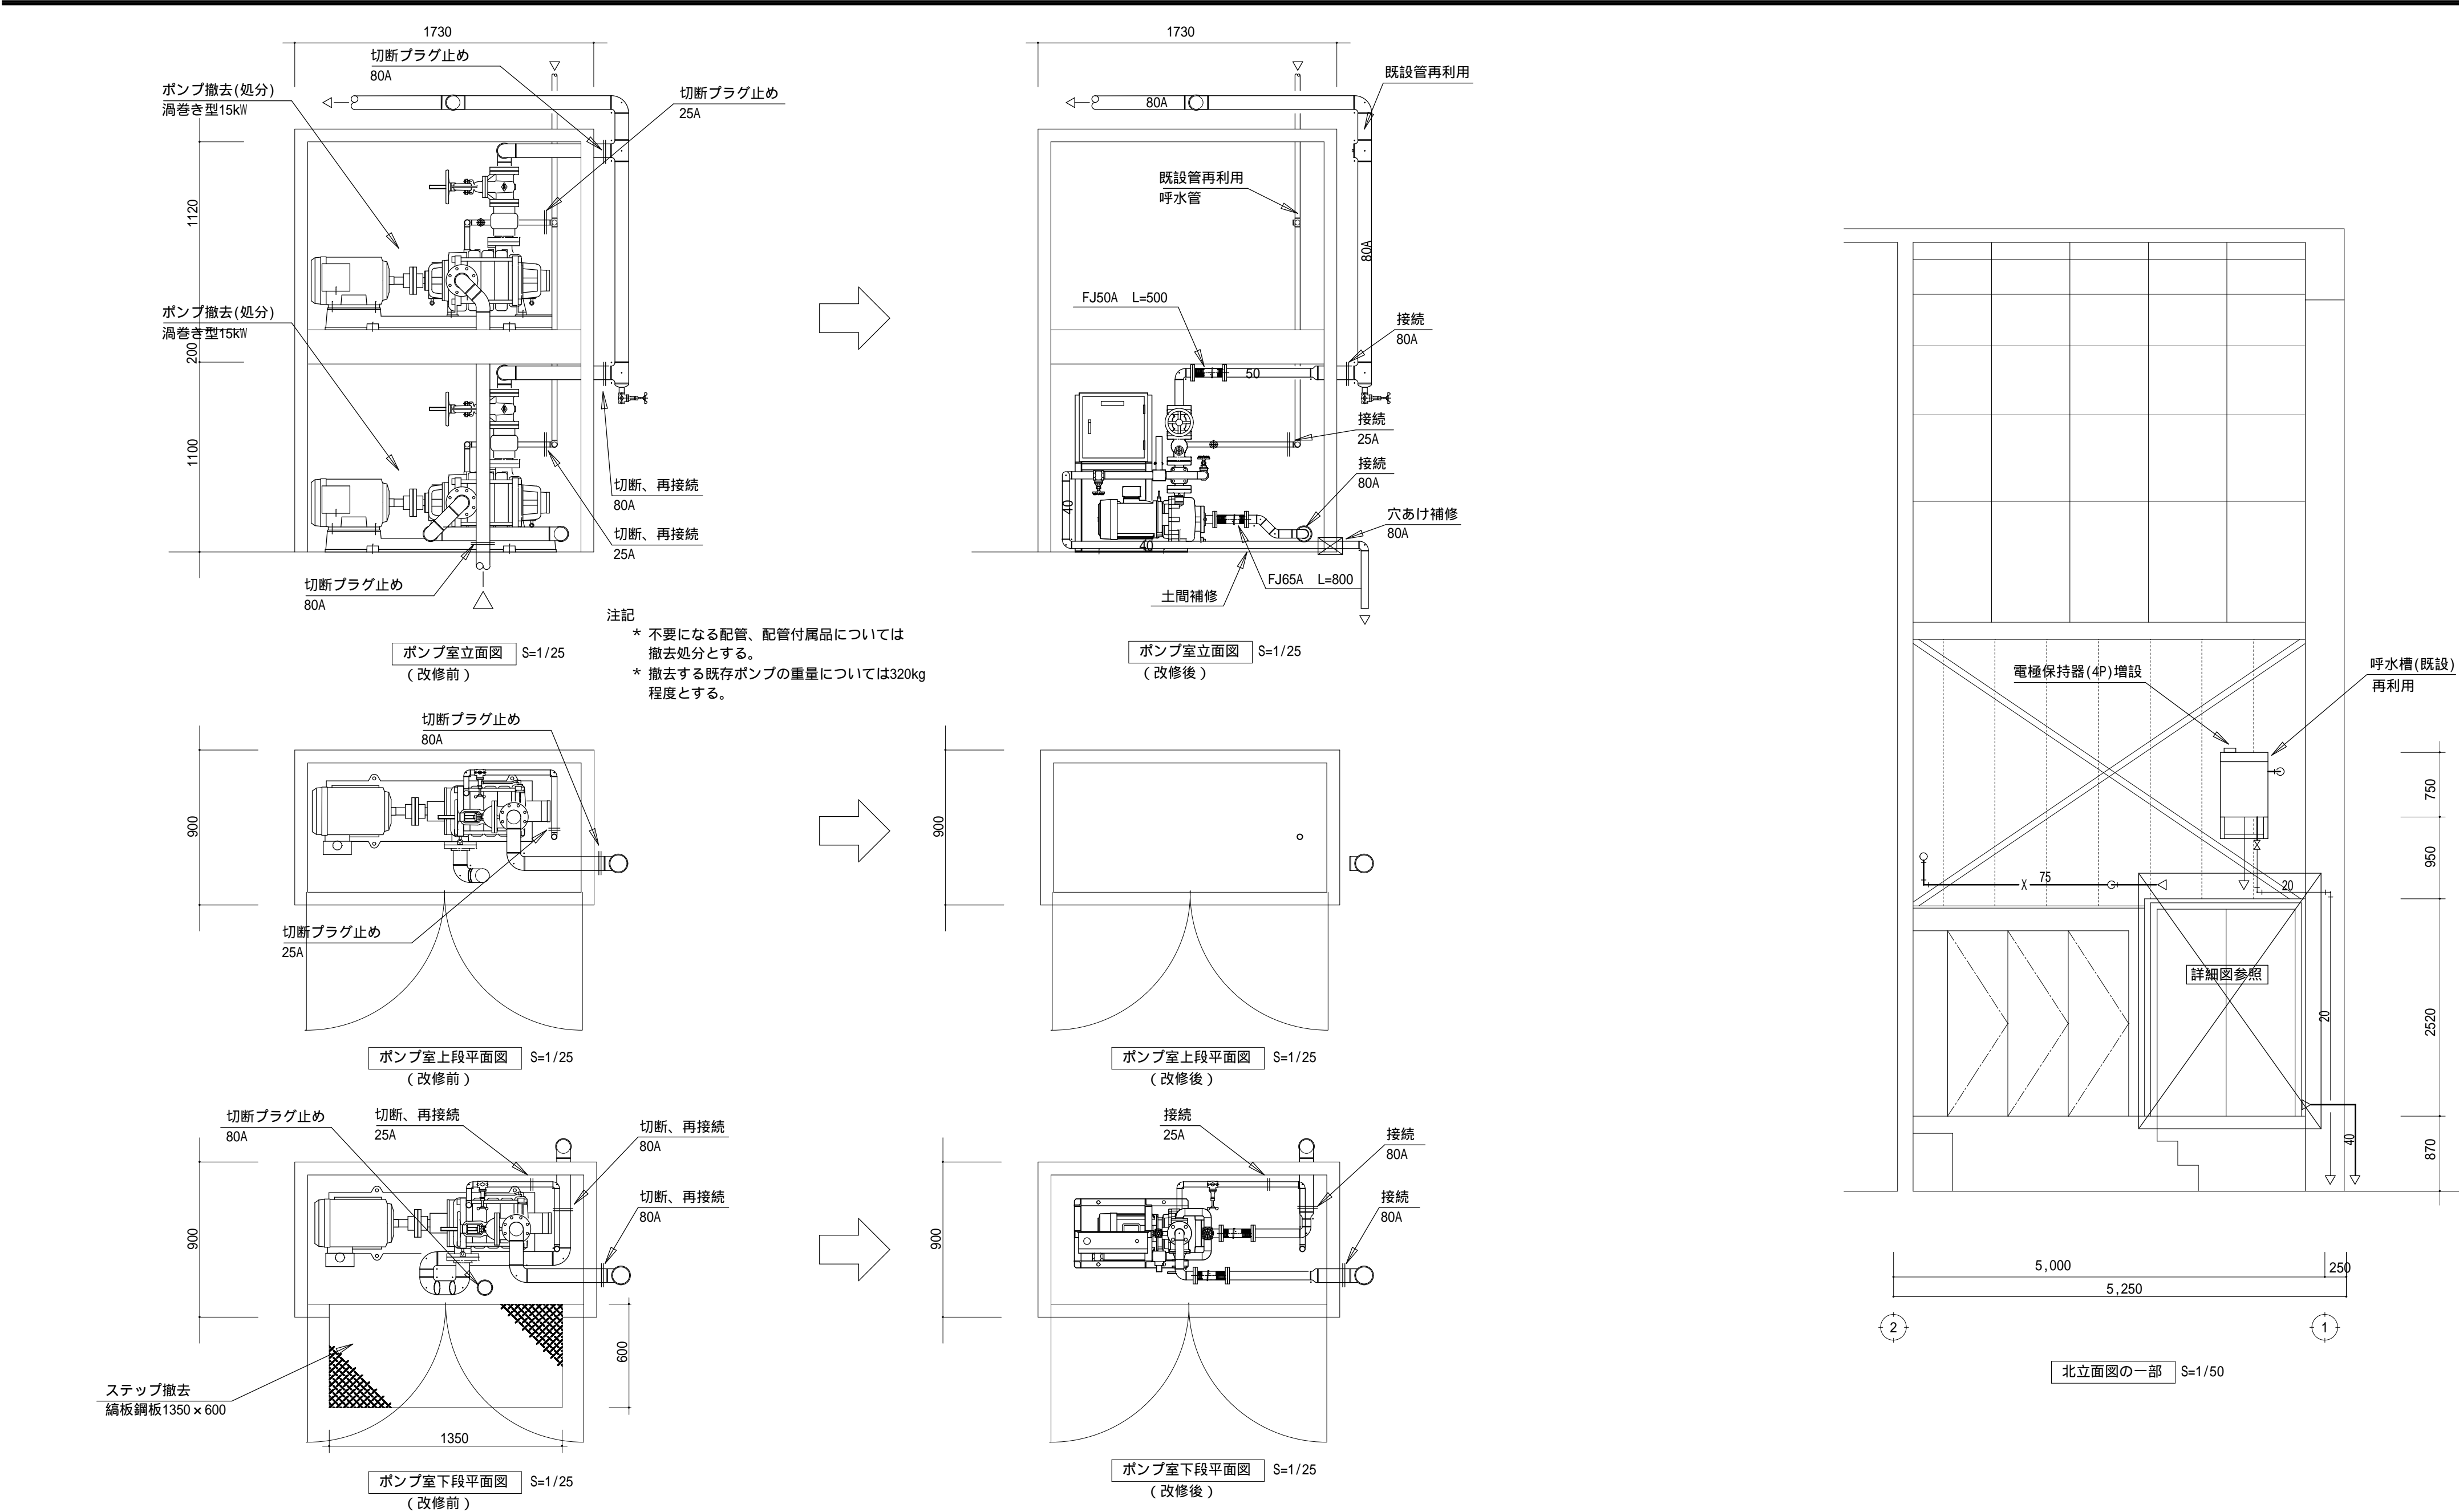 1730
切断プラグ止め
80A
ポンプ撤去(処分)
渦巻き型15kW
切断プラグ止め
25A
1120
ポンプ撤去(処分)
渦巻き型15kW
200
1100
切断、再接続
80A
切断、再接続
25A
切断プラグ止め
80A
ポンプ室立面図 S=1/25
(改修前)
注記
* 不要になる配管、配管付属品については
撤去処分とする。
* 撤去する既存ポンプの重量については320kg
程度とする。
1730
既設管再利用
80A
既設管再利用
呼水管
80A
FJ50A L=500
接続
80A
50
接続
25A
接続
80A
40
穴あけ補修
80A
40
FJ65A L=800
土間補修
ポンプ室立面図 S=1/25
(改修後)
切断プラグ止め
80A
900
切断プラグ止め
25A
ポンプ室上段平面図 S=1/25
(改修前)
900
ポンプ室上段平面図 S=1/25
(改修後)
切断プラグ止め
80A
切断、再接続
25A
切断、再接続
80A
切断、再接続
80A
900
600
ステップ撤去
縞板鋼板1350×600
1350
ポンプ室下段平面図 S=1/25
(改修前)
接続
25A
接続
80A
接続
80A
900
ポンプ室下段平面図 S=1/25
(改修後)
電極保持器(4P)増設
呼水槽(既設)
再利用
750
950
X 75
20
詳細図参照
20
2520
40
870
5,000
250
5,250
2
1
北立面図の一部 S=1/50